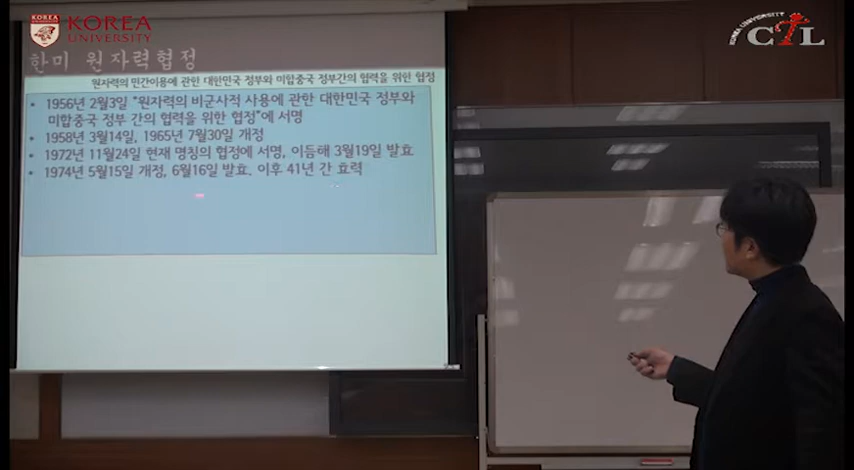 KOREA
KOREA
UNIVERSITY
KOREA UNIVERSITY
CTL
한미 원자력협정
원자력의 민간이용에 관한 대한민국 정부와 미합중국 정부간의 협력을 위한 협정
• 1956년 2월3일 "원자력의 비군사적 사용에 관한 대한민국 정부와
미합중국 정부 간의 협력을 위한 협정"에 서명
• 1958년 3월14일, 1965년 7월30일 개정
• 1972년 11월24일 현재 명칭의 협정에 서명, 이듬해 3월19일 발효
• 1974년 5월15일 개정, 6월16일 발효. 이후 41년 간 효력